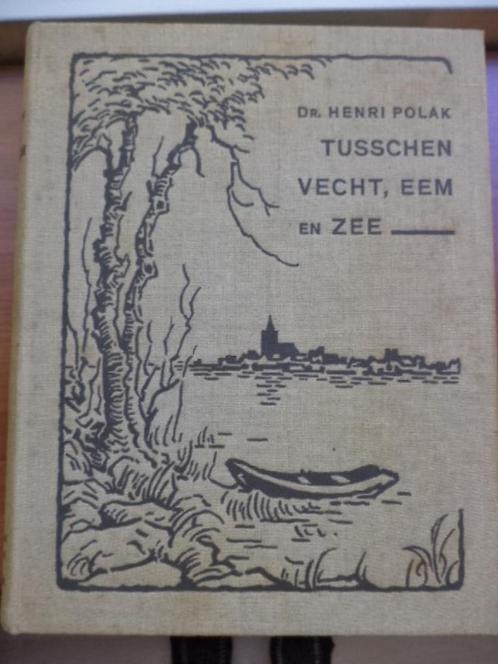 DR. HENRI POLAK
TUSSCHEN
VECHT, EEM
EN ZEE